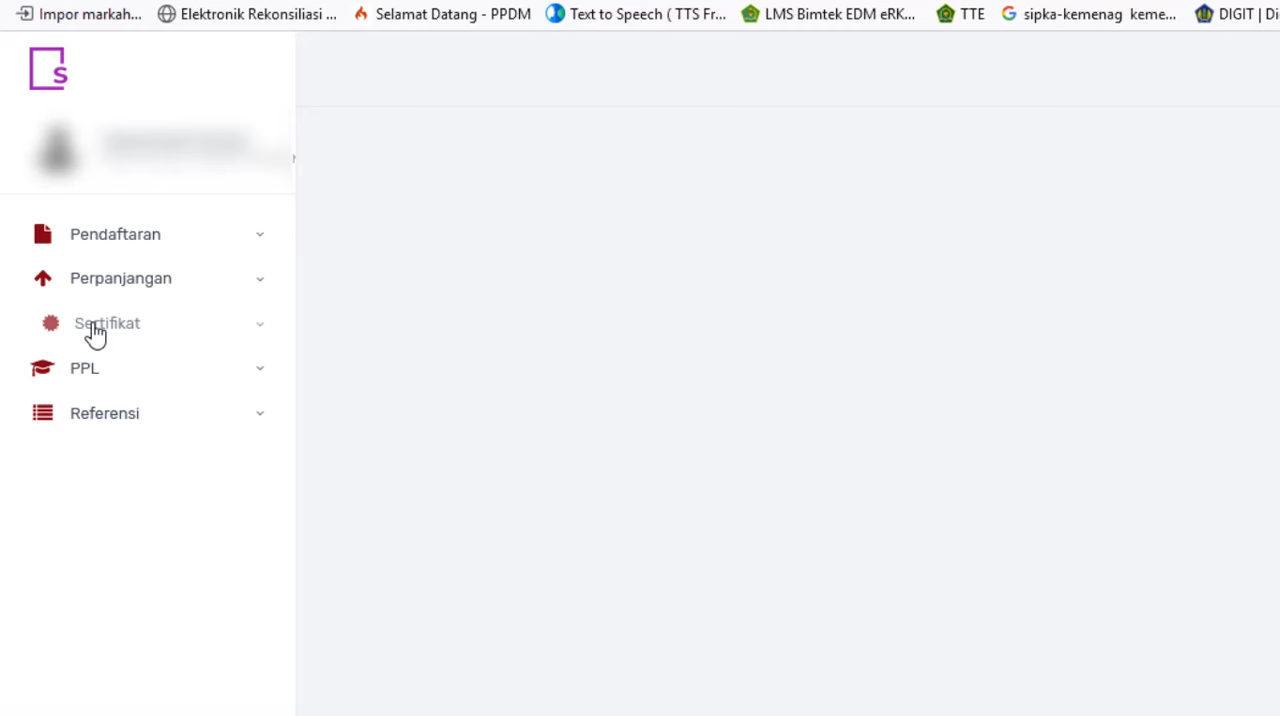 Impor markah... Elektronik Rekonsiliasi ... Selamat Datang - PPDM Text to Speech ( TTS Fr... LMS Bimtek EDM eRK... TTE sipka-kemenag keme... DIGIT | Di
S
Pendaftaran
Perpanjangan
Sertifikat
PPL
Referensi